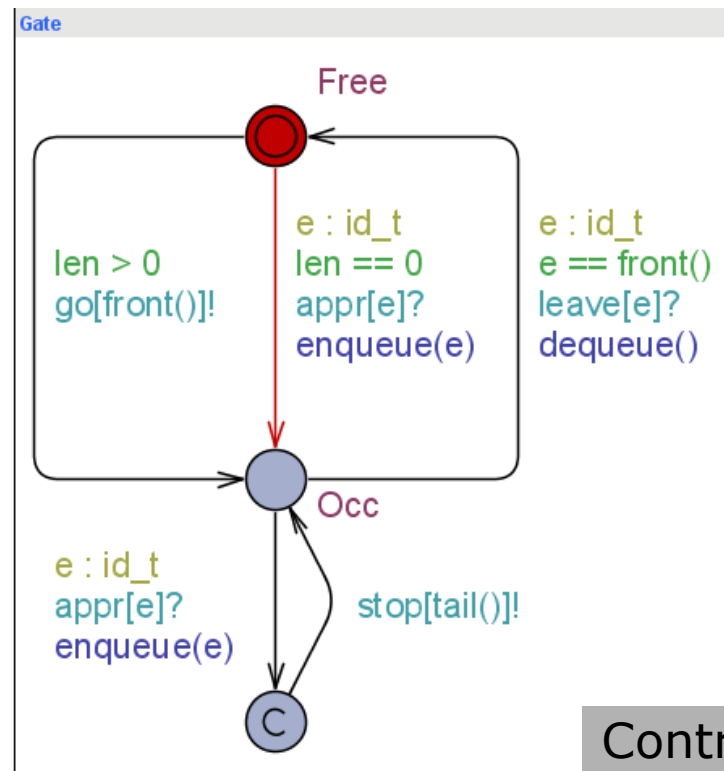 Gate
Free
len > 0
go[front()]!
e : id_t
len == 0
appr[e]?
enqueue(e)
e : id_t
e == front()
leave[e]?
dequeue()
Occ
e : id_t
appr[e]?
enqueue(e)
stop[tail()]!
C